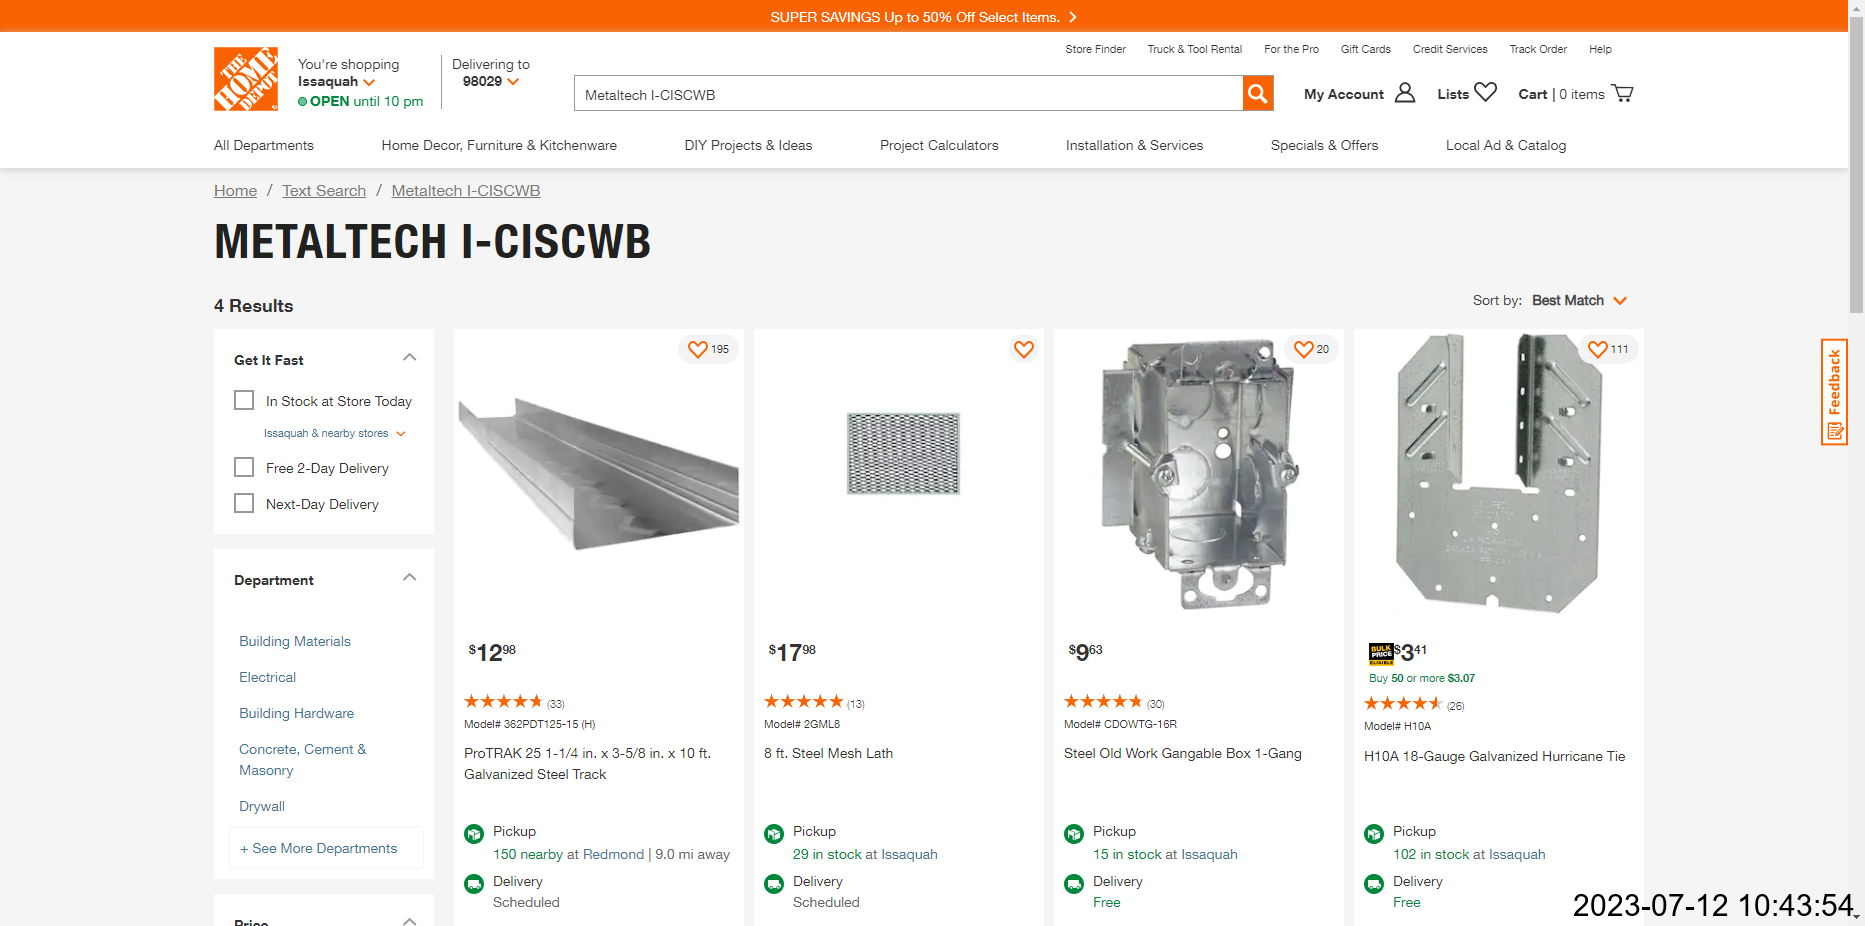 SUPER SAVINGS Up to 50% Off Select Items.
Store Finder Truck & Tool Rental For the Pro Gift Cards Credit Services Track Order Help
THE HOME DEPOT
You're shopping
Issaquah
OPEN until 10 pm
Delivering to
98029
Metaltech I-CISCWB
My Account
Lists
Cart | 0 items
All Departments Home Decor, Furniture & Kitchenware DIY Projects & Ideas Project Calculators Installation & Services Specials & Offers Local Ad & Catalog
Home / Text Search / Metaltech I-CISCWB
METALTECH I-CISCWB
4 Results
Sort by: Best Match
Get It Fast
In Stock at Store Today
Issaquah & nearby stores
Free 2-Day Delivery
Next-Day Delivery
Department
Building Materials
Electrical
Building Hardware
Concrete, Cement &
Masonry
Drywall
+ See More Departments
Price
195
$12 98
(33)
Model# 362PDT125-15 (H)
ProTRAK 25 1-1/4 in. x 3-5/8 in. x 10 ft.
Galvanized Steel Track
Pickup
150 nearby at Redmond | 9.0 mi away
Delivery
Scheduled
$17 98
(13)
Model# 2GML8
8 ft. Steel Mesh Lath
Pickup
29 in stock at Issaquah
Delivery
Scheduled
20
$9 63
(30)
Model# CDOWTG-16R
Steel Old Work Gangable Box 1-Gang
Pickup
15 in stock at Issaquah
Delivery
Free
111
BULK
PRICE
ELIGIBLE
$3 41
Buy 50 or more $3.07
(26)
Model# H10A
H10A 18-Gauge Galvanized Hurricane Tie
Pickup
102 in stock at Issaquah
Delivery
Free
Feedback
2023-07-12 10:43:54